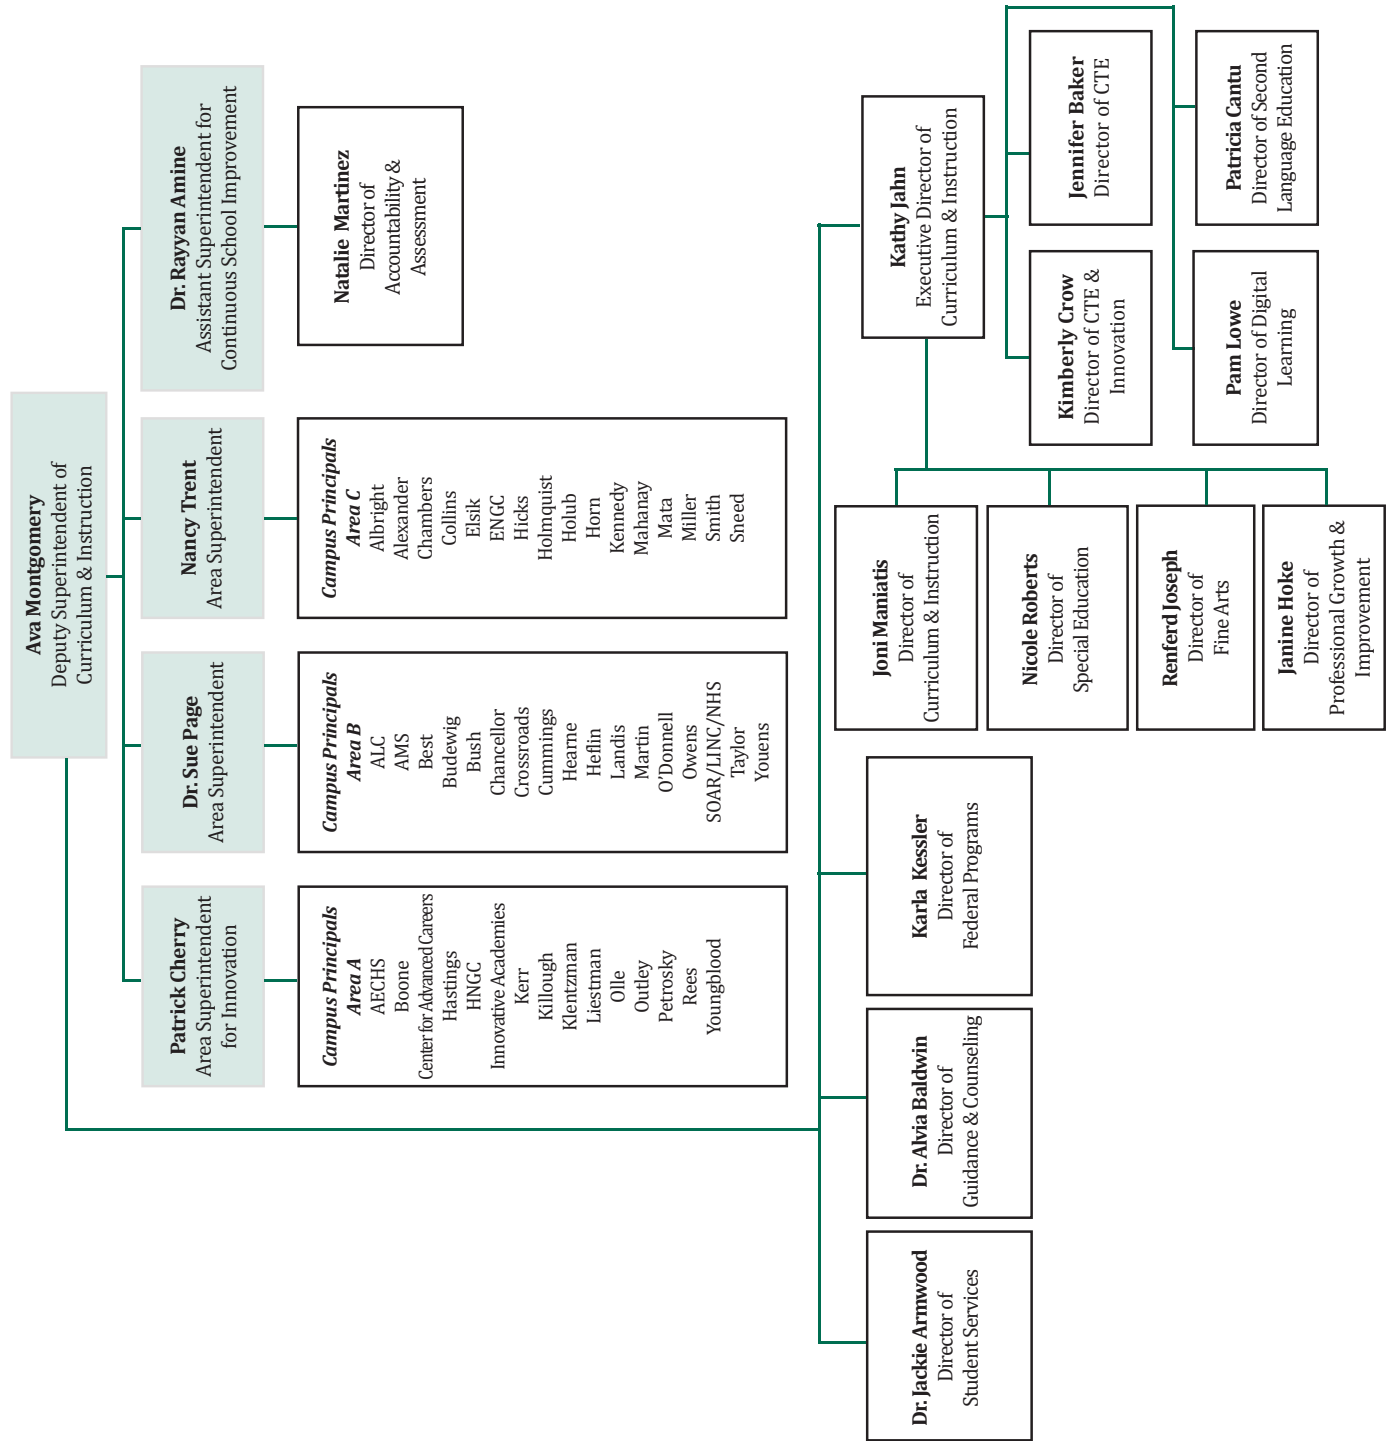 Ava Montgomery
Deputy Superintendent of
Curriculum & Instruction
Patrick Cherry
Area Superintendent
for Innovation
Dr. Sue Page
Area Superintendent
Nancy Trent
Area Superintendent
Dr. Rayyan Amine
Assistant Superintendent for
Continuous School Improvement
Campus Principals
Area A
AECHS
Boone
Center for Advanced Careers
Hastings
HNGC
Innovative Academies
Kerr
Killough
Klentzman
Liestman
Olle
Outley
Petrosky
Rees
Youngblood
Campus Principals
Area B
ALC
AMS
Best
Budewig
Bush
Chancellor
Crossroads
Cummings
Hearne
Heflin
Landis
Martin
O'Donnell
Owens
SOAR/LINC/NHS
Taylor
Youens
Campus Principals
Area C
Albright
Alexander
Chambers
Collins
Elsik
ENGC
Hicks
Holmquist
Holub
Horn
Kennedy
Mahanay
Mata
Miller
Smith
Sneed
Natalie Martinez
Director of
Accountability &
Assessment
Dr. Jackie Armwood
Director of
Student Services
Dr. Alvia Baldwin
Director of
Guidance & Counseling
Karla Kessler
Director of
Federal Programs
Kathy Jahn
Executive Director of
Curriculum & Instruction
Joni Maniatis
Director of
Curriculum & Instruction
Nicole Roberts
Director of
Special Education
Renferd Joseph
Director of
Fine Arts
Janine Hoke
Director of
Professional Growth &
Improvement
Kimberly Crow
Director of CTE &
Innovation
Jennifer Baker
Director of CTE
Pam Lowe
Director of Digital
Learning
Patricia Cantu
Director of Second
Language Education